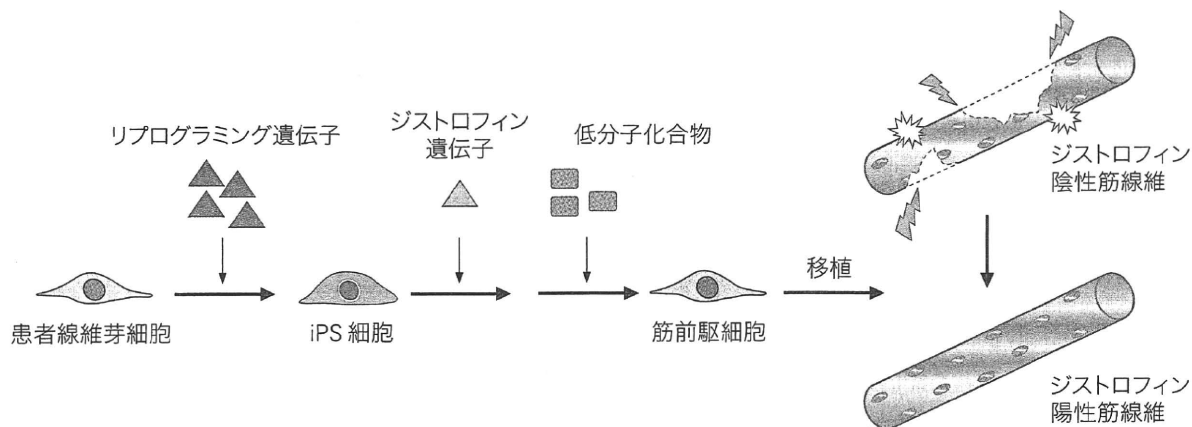 リプログラミング遺伝子
ジストロフィン
遺伝子
低分子化合物
ジストロフィン
陰性筋線維
移植
患者線維芽細胞
iPS 細胞
筋前駆細胞
ジストロフィン
陽性筋線維